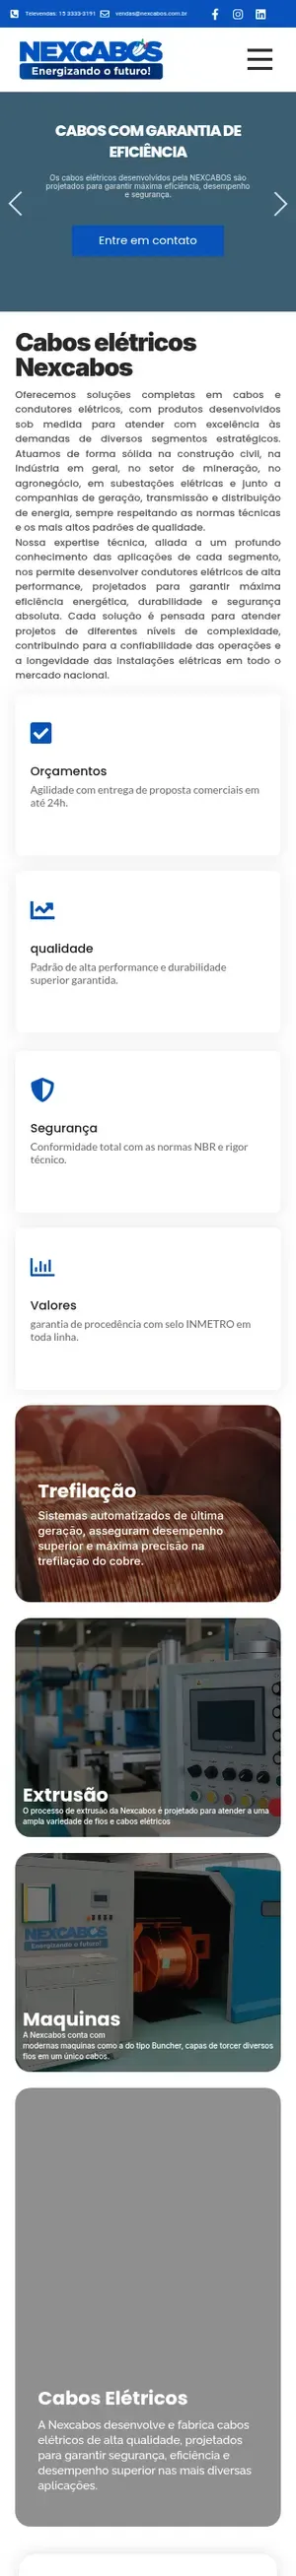 Televendas: 15 3333-3191 vendas@nexcabos.com.br
NEXCABOS
Energizando o futuro!
CABOS COM GARANTIA DE
EFICIÊNCIA
Os cabos elétricos desenvolvidos pela NEXCABOS são
projetados para garantir máxima eficiência, desempenho
e segurança.
Entre em contato
Cabos elétricos
Nexcabos
Oferecemos soluções completas em cabos e
condutores elétricos, com produtos desenvolvidos
sob medida para atender com excelência às
demandas de diversos segmentos estratégicos.
Atuamos de forma sólida na construção civil, na
indústria em geral, no setor de mineração, no
agronegócio, em subestações elétricas e junto a
companhias de geração, transmissão e distribuição
de energia, sempre respeitando as normas técnicas
e os mais altos padrões de qualidade.
Nossa expertise técnica, aliada a um profundo
conhecimento das aplicações de cada segmento,
nos permite desenvolver condutores elétricos de alta
performance, projetados para garantir máxima
eficiência energética, durabilidade e segurança
absoluta. Cada solução é pensada para atender
projetos de diferentes níveis de complexidade,
contribuindo para a confiabilidade das operações e
a longevidade das instalações elétricas em todo o
mercado nacional.
Orçamentos
Agilidade com entrega de proposta comerciais em
até 24h.
qualidade
Padrão de alta performance e durabilidade
superior garantida.
Segurança
Conformidade total com as normas NBR e rigor
técnico.
Valores
garantia de procedência com selo INMETRO em
toda linha.
Trefilação
Sistemas automatizados de última
geração, asseguram desempenho
superior e máxima precisão na
trefilação do cobre.
Extrusão
O processo de extrusão da Nexcabos é projetado para atender a uma
ampla variedade de fios e cabos elétricos
NEXCABOS
Energizando o futuro!
Maquinas
A Nexcabos conta com
modernas maquinas como a do tipo Buncher, capas de torcer diversos
fios em um único cabos.
Cabos Elétricos
A Nexcabos desenvolve e fabrica cabos
elétricos de alta qualidade, projetados
para garantir segurança, eficiência e
desempenho superior nas mais diversas
aplicações.